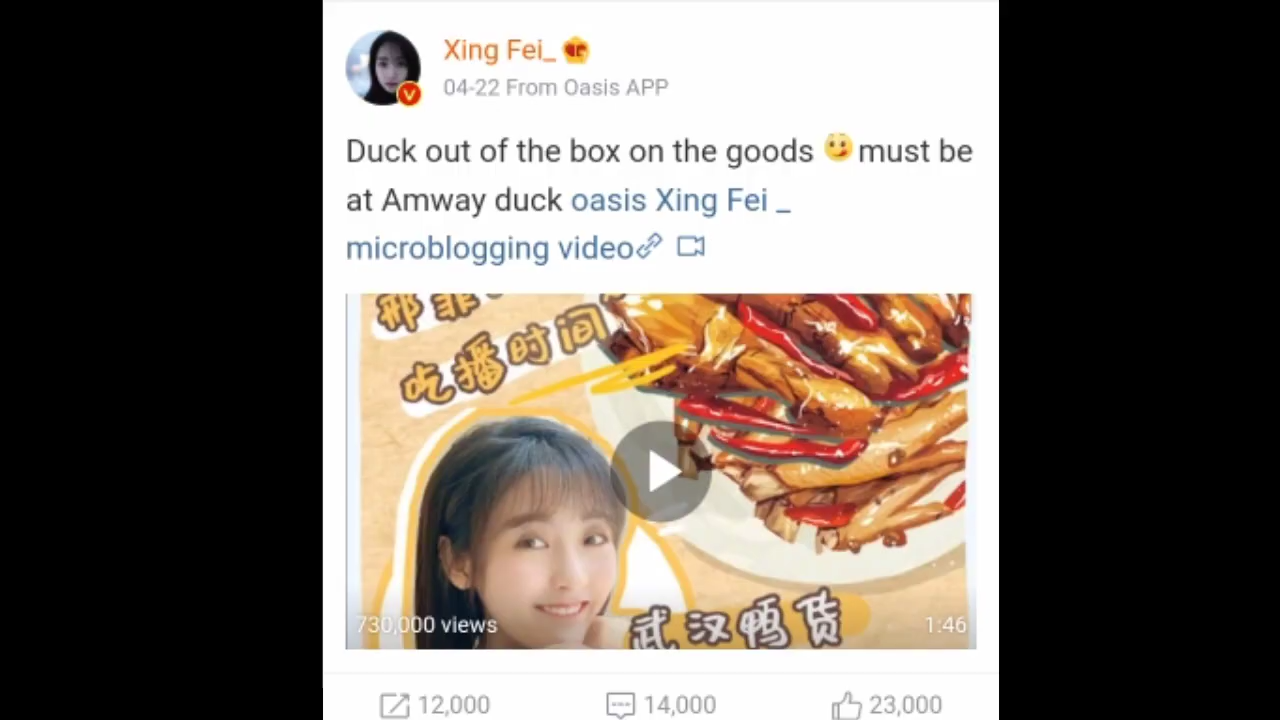 Xing Fei_
04-22 From Oasis APP
Duck out of the box on the goods must be
at Amway duck oasis Xing Fei _
microblogging video
邢菲
吃播时间
武汉鸭货
730,000 views
1:46
12,000
14,000
23,000